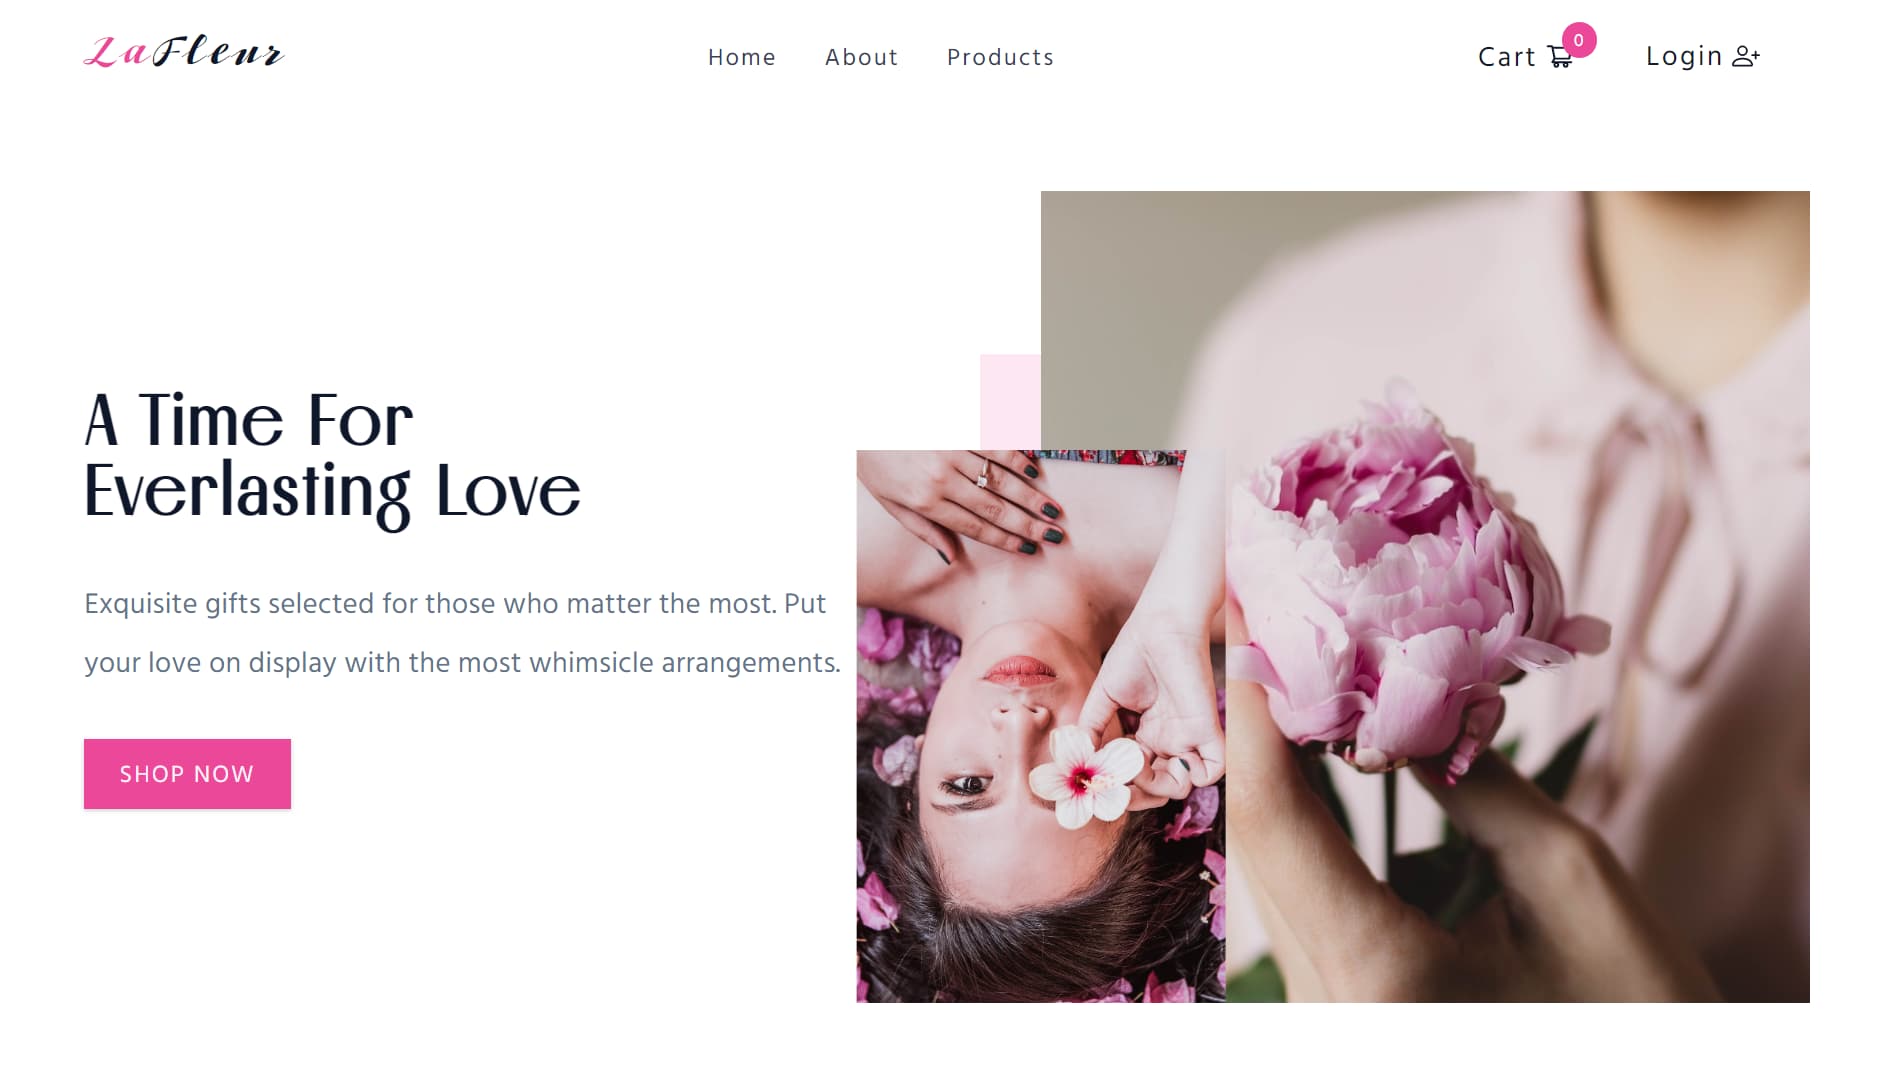 LaFleur
Home About Products
Cart 0 Login
A Time For
Everlasting Love
Exquisite gifts selected for those who matter the most. Put
your love on display with the most whimsicle arrangements.
SHOP NOW